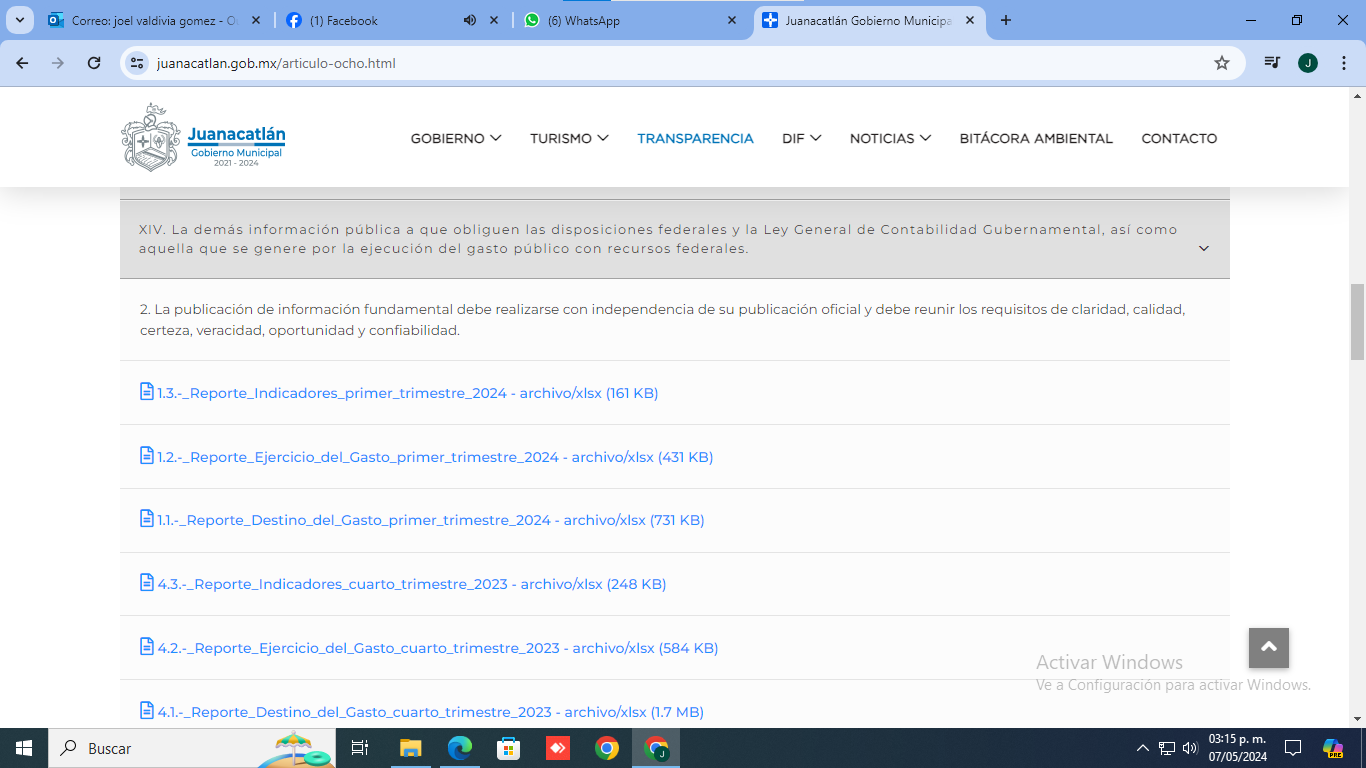 Correo: joel valdivia gomez - O
(1) Facebook
(6) WhatsApp
Juanacatlán Gobierno Municipa
juanacatlan.gob.mx/articulo-ocho.html
J
Juanacatlán
Gobierno Municipal
2021 - 2024
GOBIERNO
TURISMO
TRANSPARENCIA
DIF
NOTICIAS
BITÁCORA AMBIENTAL
CONTACTO
XIV. La demás información pública a que obliguen las disposiciones federales y la Ley General de Contabilidad Gubernamental, así como
aquella que se genere por la ejecución del gasto público con recursos federales.
2. La publicación de información fundamental debe realizarse con independencia de su publicación oficial y debe reunir los requisitos de claridad, calidad,
certeza, veracidad, oportunidad y confiabilidad.
1.3.-_Reporte_Indicadores_primer_trimestre_2024 - archivo/xlsx (161 KB)
1.2.-_Reporte_Ejercicio_del_Gasto_primer_trimestre_2024 - archivo/xlsx (431 KB)
1.1.-_Reporte_Destino_del_Gasto_primer_trimestre_2024 - archivo/xlsx (731 KB)
4.3.-_Reporte_Indicadores_cuarto_trimestre_2023 - archivo/xlsx (248 KB)
4.2.-_Reporte_Ejercicio_del_Gasto_cuarto_trimestre_2023 - archivo/xlsx (584 KB)
4.1.-_Reporte_Destino_del_Gasto_cuarto_trimestre_2023 - archivo/xlsx (1.7 MB)
Activar Windows
Ve a Configuración para activar Windows.
Buscar
J
03:15 p. m.
07/05/2024
PRE